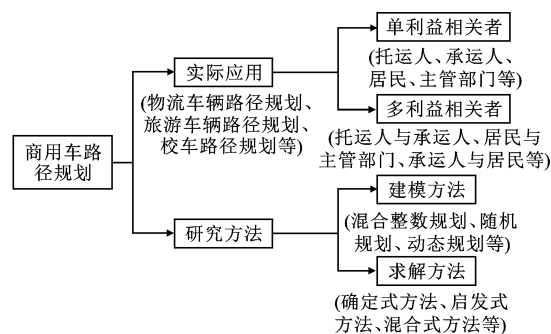 单利益相关者
(托运人、承运人、
居民、主管部门等)
实际应用
(物流车辆路径规划、
旅游车辆路径规划、
校车路径规划等)
多利益相关者
(托运人与承运人、居民与
主管部门、承运人与居民等)
商用车路
径规划
建模方法
(混合整数规划、随机
规划、动态规划等)
研究方法
求解方法
(确定式方法、启发式
方法、混合式方法等)